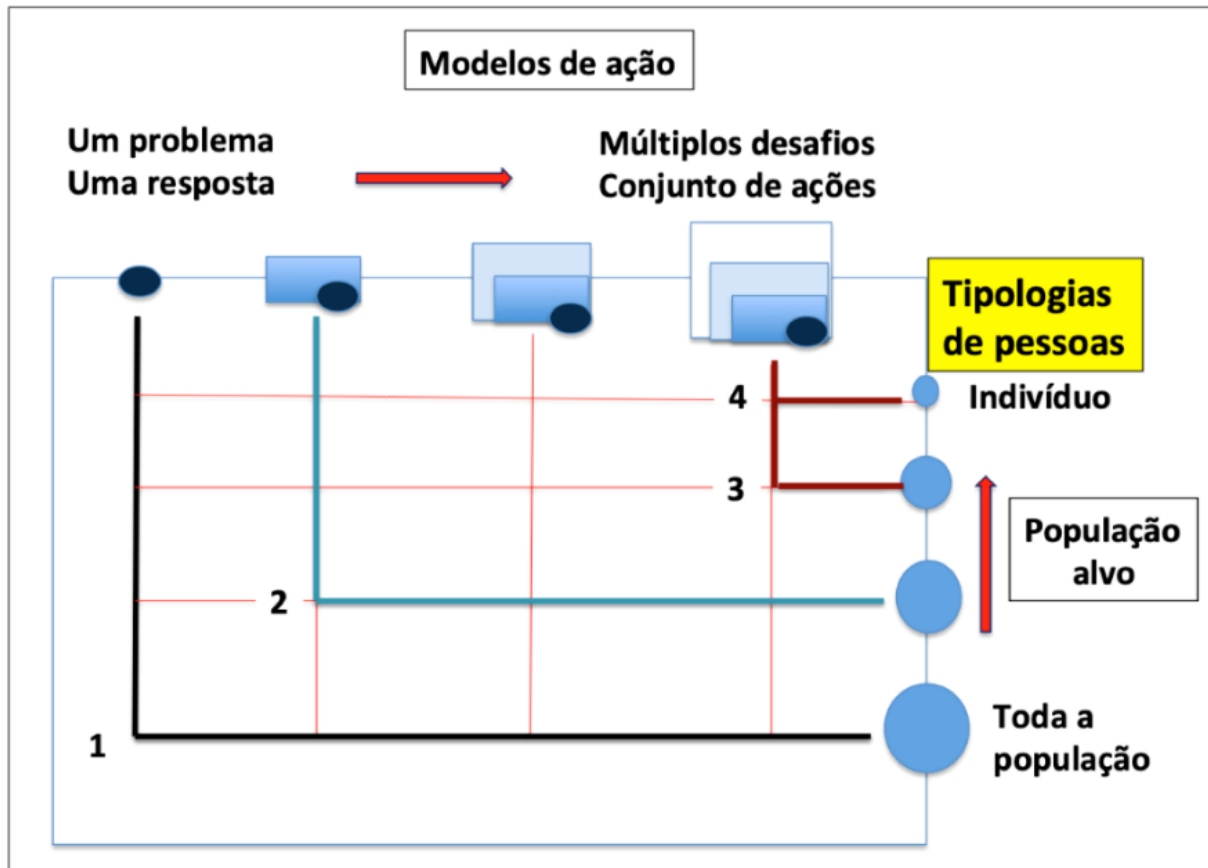 Modelos de ação
Um problema
Uma resposta
Múltiplos desafios
Conjunto de ações
Tipologias
de pessoas
4
Indivíduo
3
População
alvo
2
1
Toda a
população